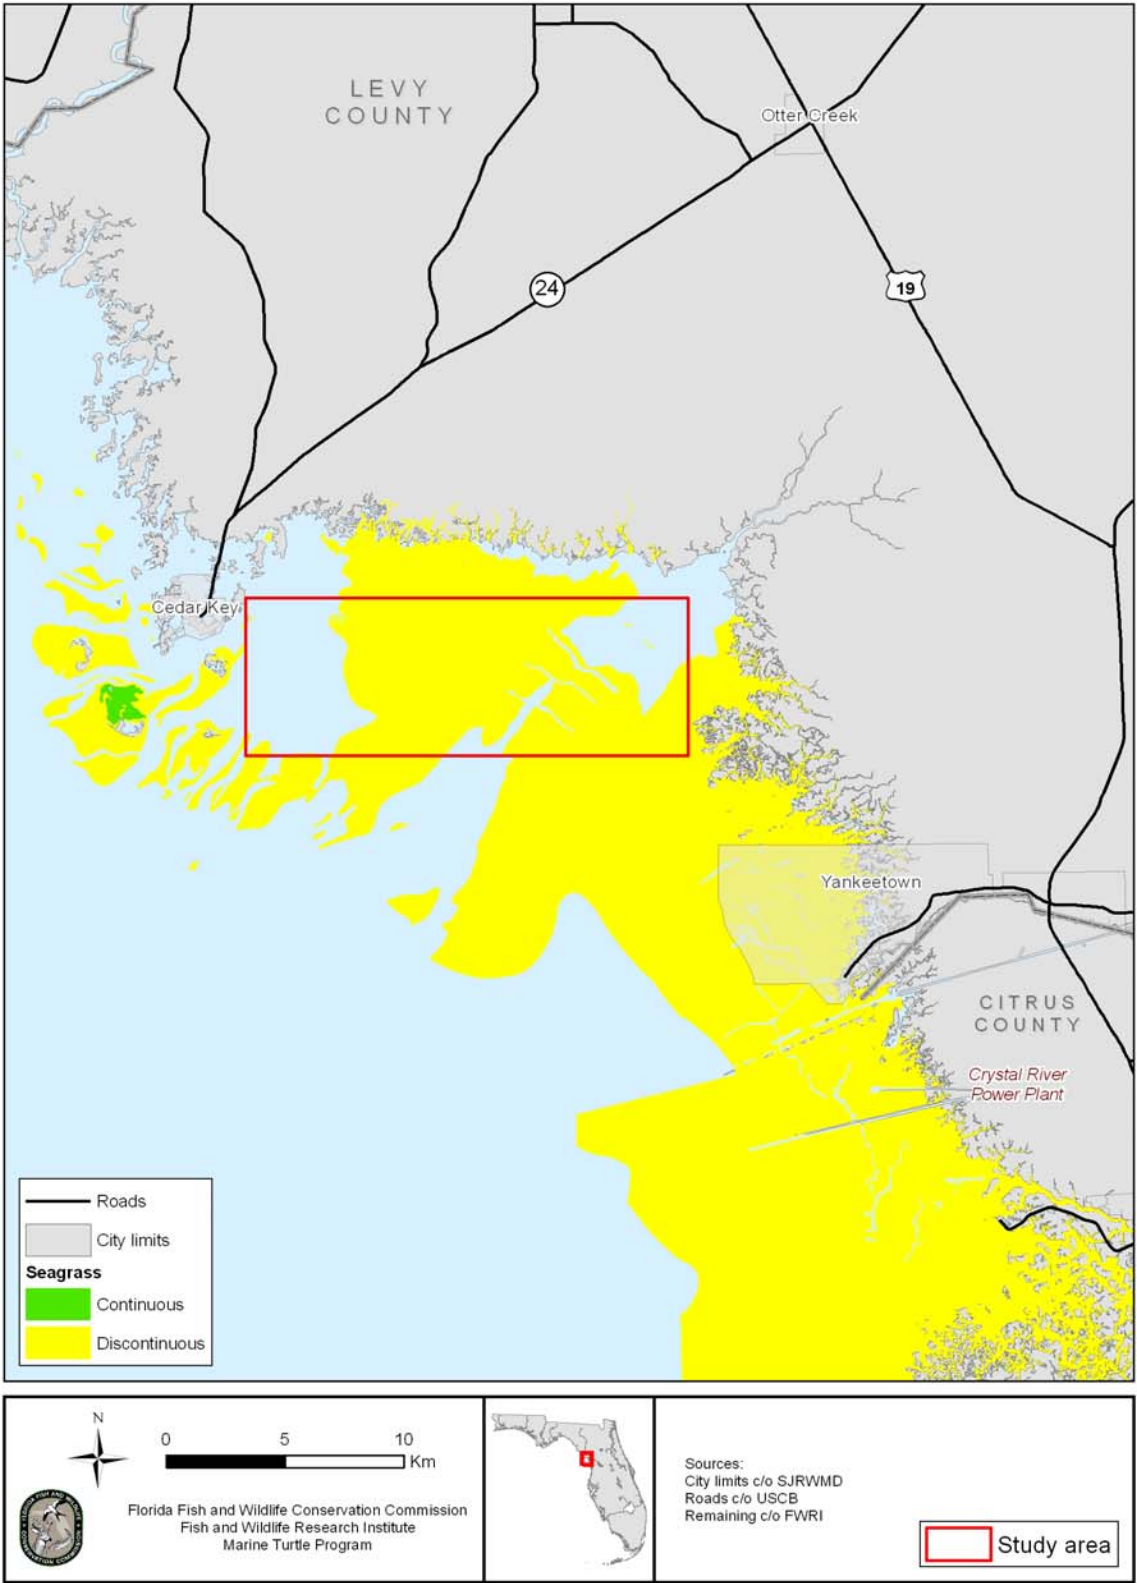 LEVY
COUNTY
Otter Creek
24
19
Cedar Key
Yankeetown
CITRUS
COUNTY
Crystal River
Power Plant
Roads
City limits
Seagrass
Continuous
Discontinuous
N
0 5 10
Km
Florida Fish and Wildlife Conservation Commission
Fish and Wildlife Research Institute
Marine Turtle Program
Sources:
City limits c/o SJRWMD
Roads c/o USCB
Remaining c/o FWRI
Study area